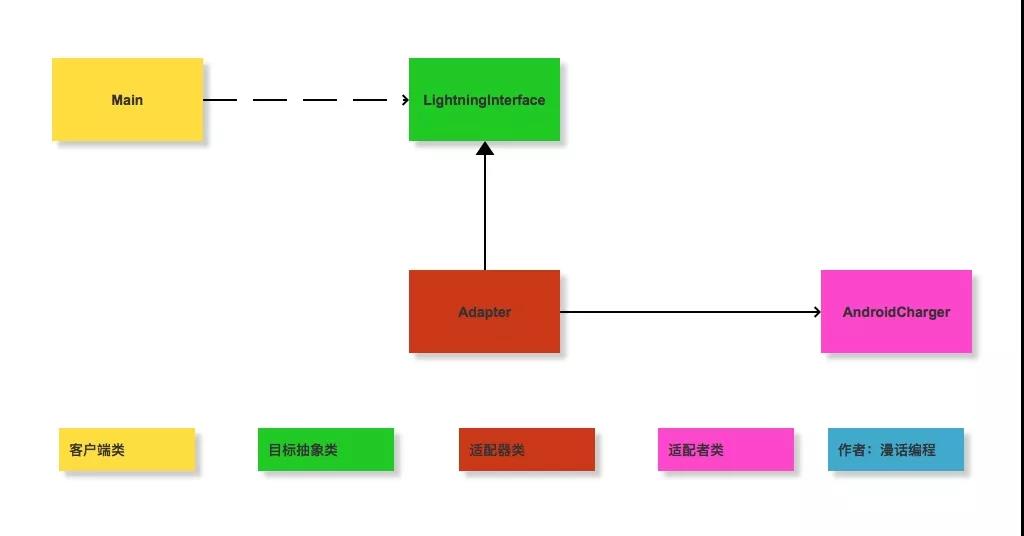 Main
LightningInterface
Adapter
AndroidCharger
客户端类
目标抽象类
适配器类
适配者类
作者：漫话编程